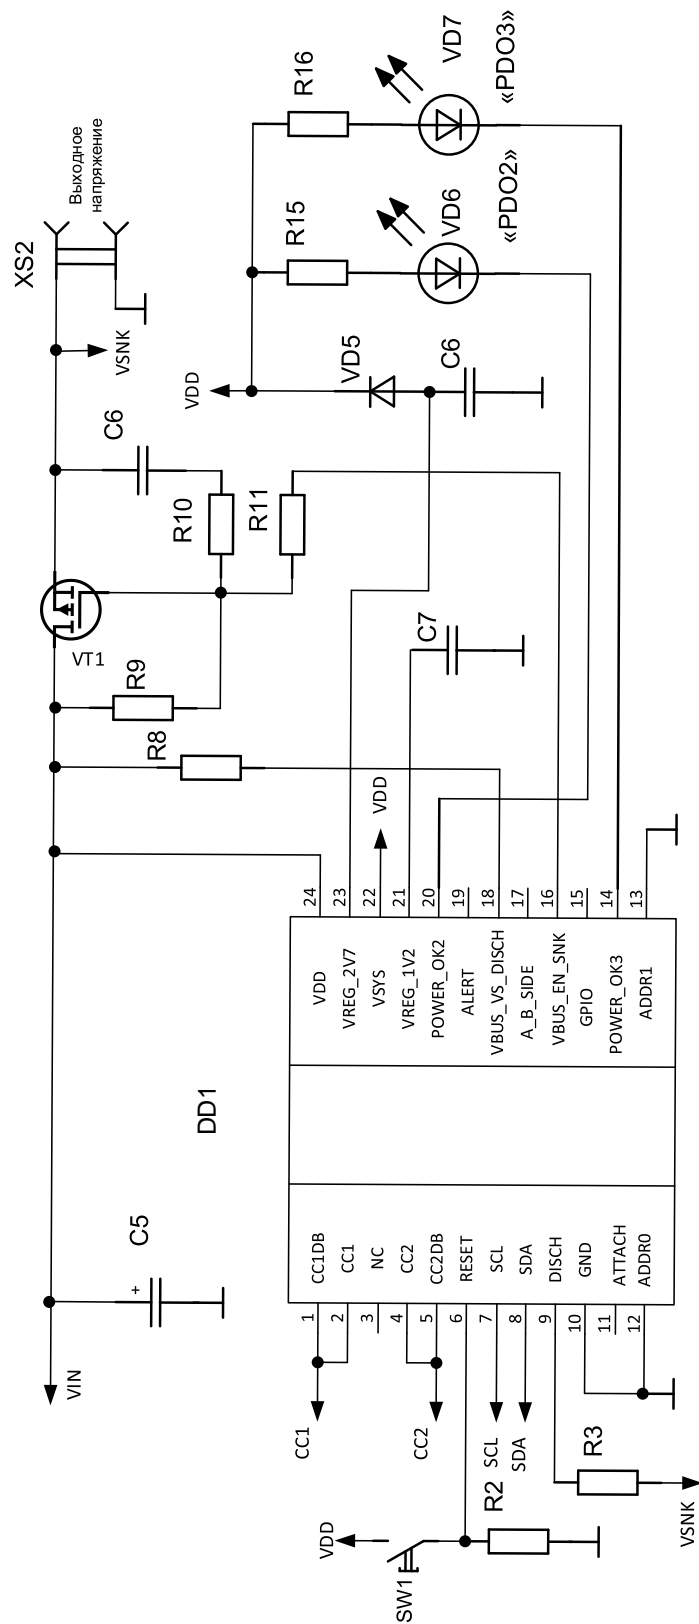 XS2
Выходное
напряжение
VSNK
R16
VD7
«PDO3»
R15
VD6
«PDO2»
VDD
VD5
C6
C6
R10
R11
VT1
R9
R8
C7
VDD
24
23
22
21
20
19
18
17
16
15
14
13
VDD
VREG_2V7
VSYS
VREG_1V2
POWER_OK2
ALERT
VBUS_VS_DISCH
A_B_SIDE
VBUS_EN_SNK
GPIO
POWER_OK3
ADDR1
DD1
CC1DB
CC1
NC
CC2
CC2DB
RESET
SCL
SDA
DISCH
GND
ATTACH
ADDR0
1
2
3
4
5
6
7
8
9
10
11
12
C5
+
VIN
CC1
CC2
SCL
SDA
R3
R2
VSNK
VDD
SW1